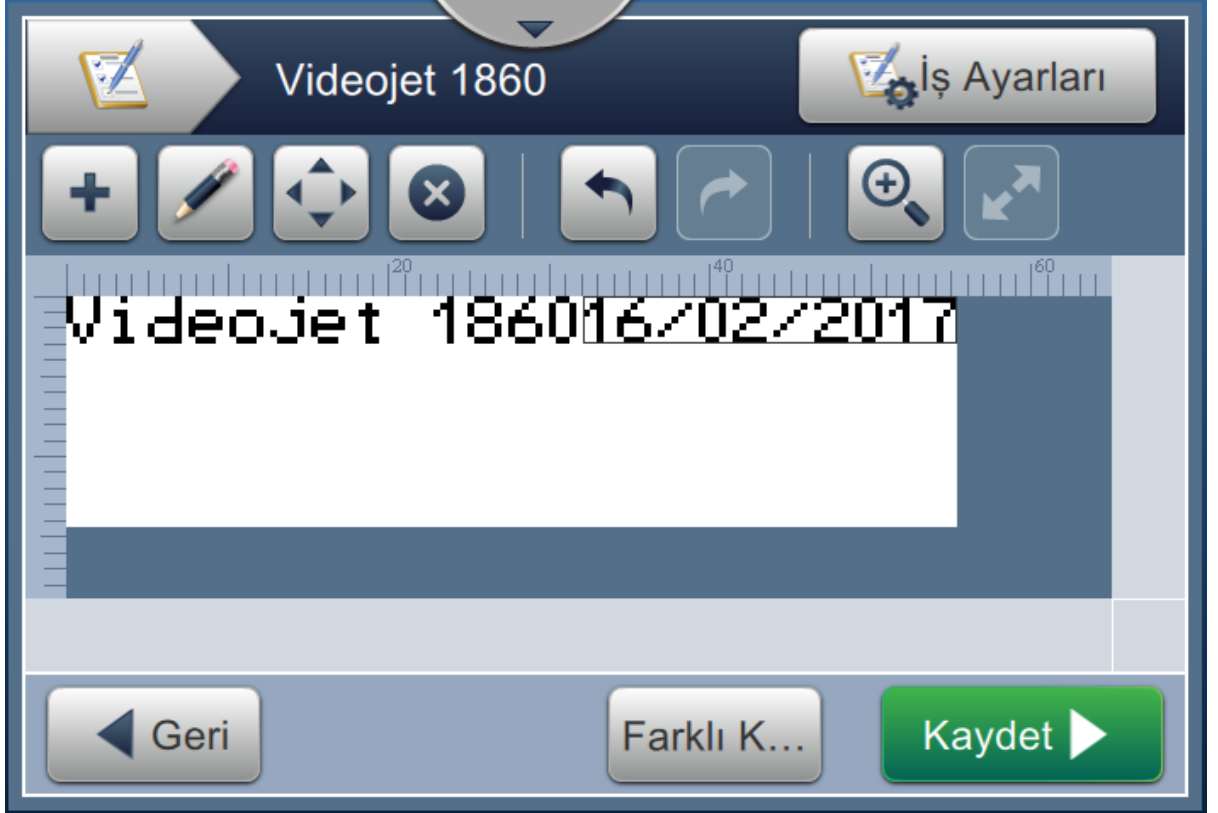 Videojet 1860
İş Ayarları
20 40 60
Videojet 186016/02/2017
Geri
Farklı K...
Kaydet